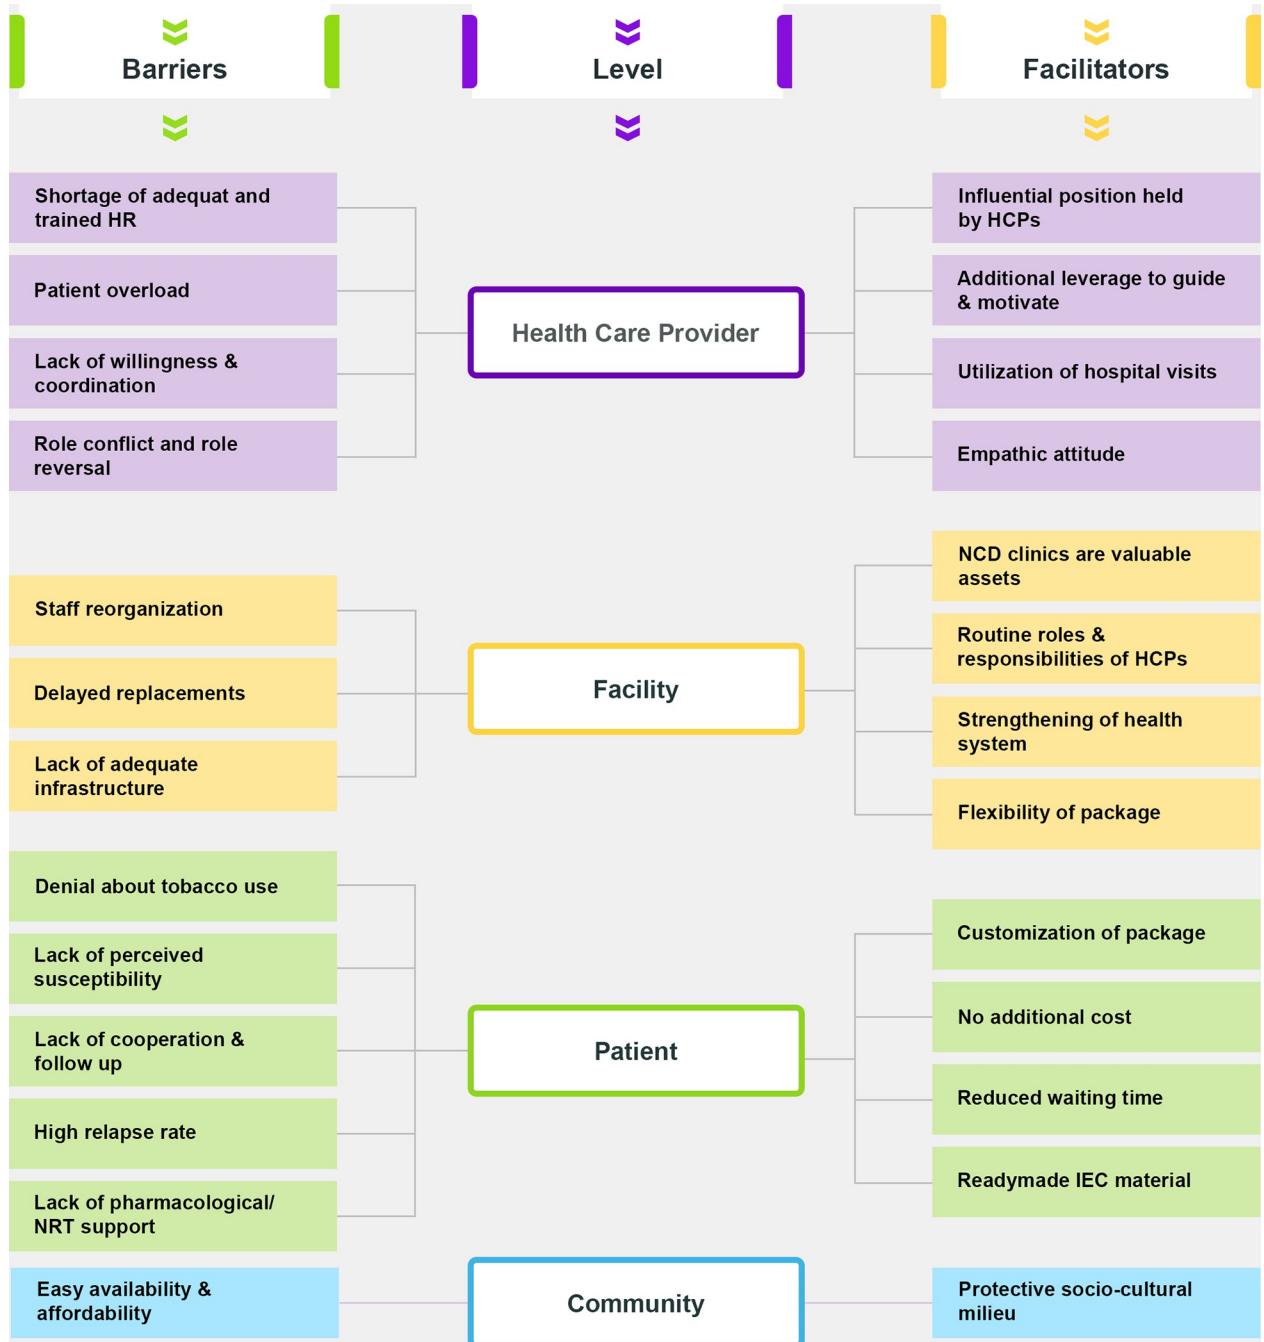 Barriers
Level
Facilitators
Shortage of adequat and
trained HR
Patient overload
Lack of willingness &
coordination
Role conflict and role
reversal
Health Care Provider
Influential position held
by HCPs
Additional leverage to guide
& motivate
Utilization of hospital visits
Empathic attitude
Staff reorganization
Delayed replacements
Lack of adequate
infrastructure
Facility
NCD clinics are valuable
assets
Routine roles &
responsibilities of HCPs
Strengthening of health
system
Flexibility of package
Denial about tobacco use
Lack of perceived
susceptibility
Lack of cooperation &
follow up
High relapse rate
Lack of pharmacological/
NRT support
Patient
Customization of package
No additional cost
Reduced waiting time
Readymade IEC material
Easy availability &
affordability
Community
Protective socio-cultural
milieu